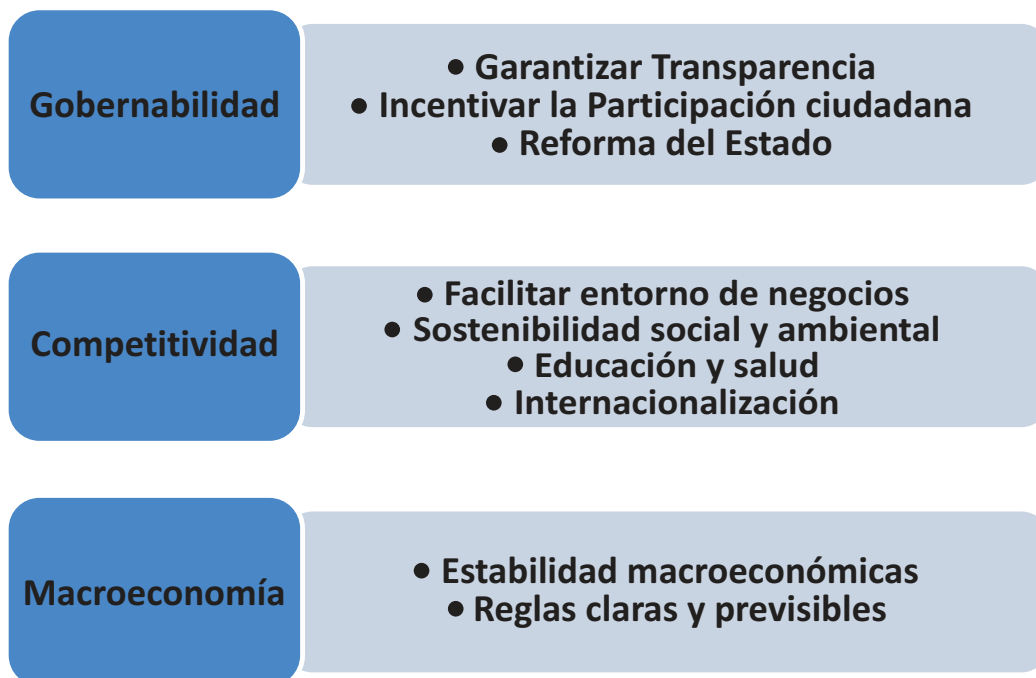 Gobernabilidad
• Garantizar Transparencia
• Incentivar la Participación ciudadana
• Reforma del Estado
Competitividad
• Facilitar entorno de negocios
• Sostenibilidad social y ambiental
• Educación y salud
• Internacionalización
Macroeconomía
• Estabilidad macroeconómicas
• Reglas claras y previsibles